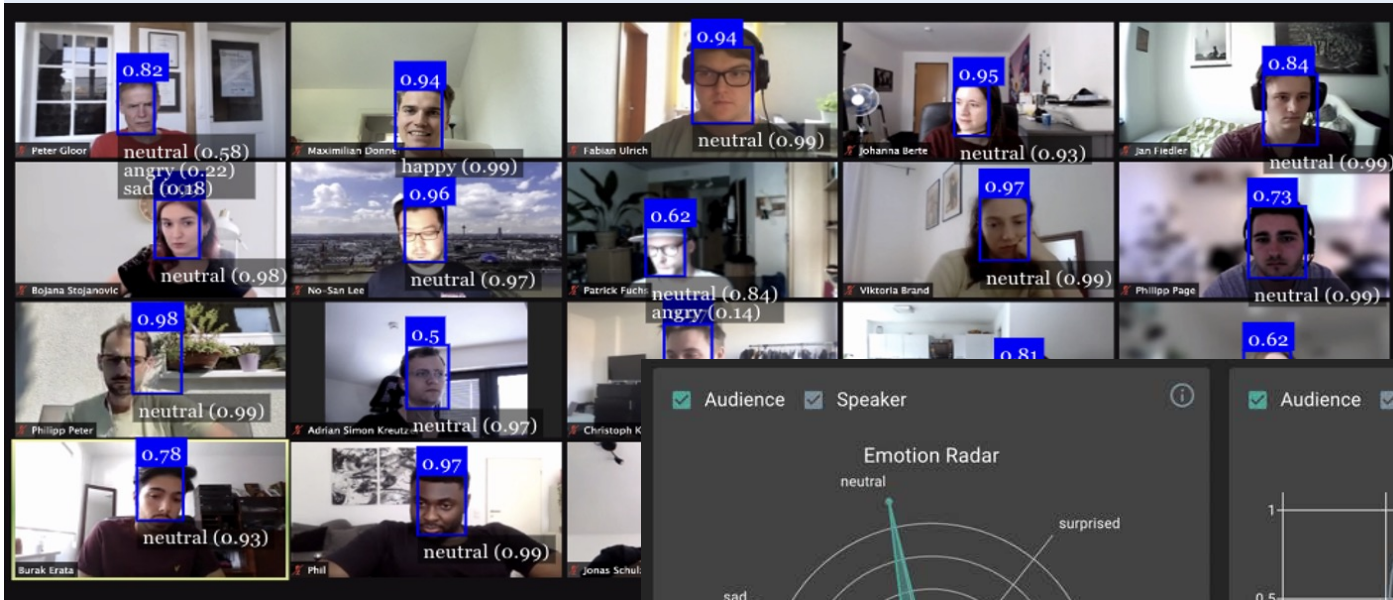 0.82
0.94
0.94
0.95
0.84
Peter Gloor
neutral (0.58)
angry (0.22)
sad (0.18)
Maximilian Donne
happy (0.99)
Fabian Ulrich
neutral (0.99)
Johanna Berte
neutral (0.93)
Jan Fiedler
neutral (0.99)
0.96
0.62
0.97
0.73
Bojana Stojanovic
neutral (0.98)
No-San Lee
neutral (0.97)
Patrick Fuchs
neutral (0.84)
angry (0.14)
Viktoria Brand
neutral (0.99)
Philipp Page
neutral (0.99)
0.98
0.5
0.81
0.62
Philipp Peter
neutral (0.99)
Adrian Simon Kreutz
neutral (0.97)
Christoph K
0.78
0.97
Burak Erata
neutral (0.93)
Phil
neutral (0.99)
Jonas Schul
Audience
Speaker
Audience
Emotion Radar
neutral
surprised
sad
1
0.5